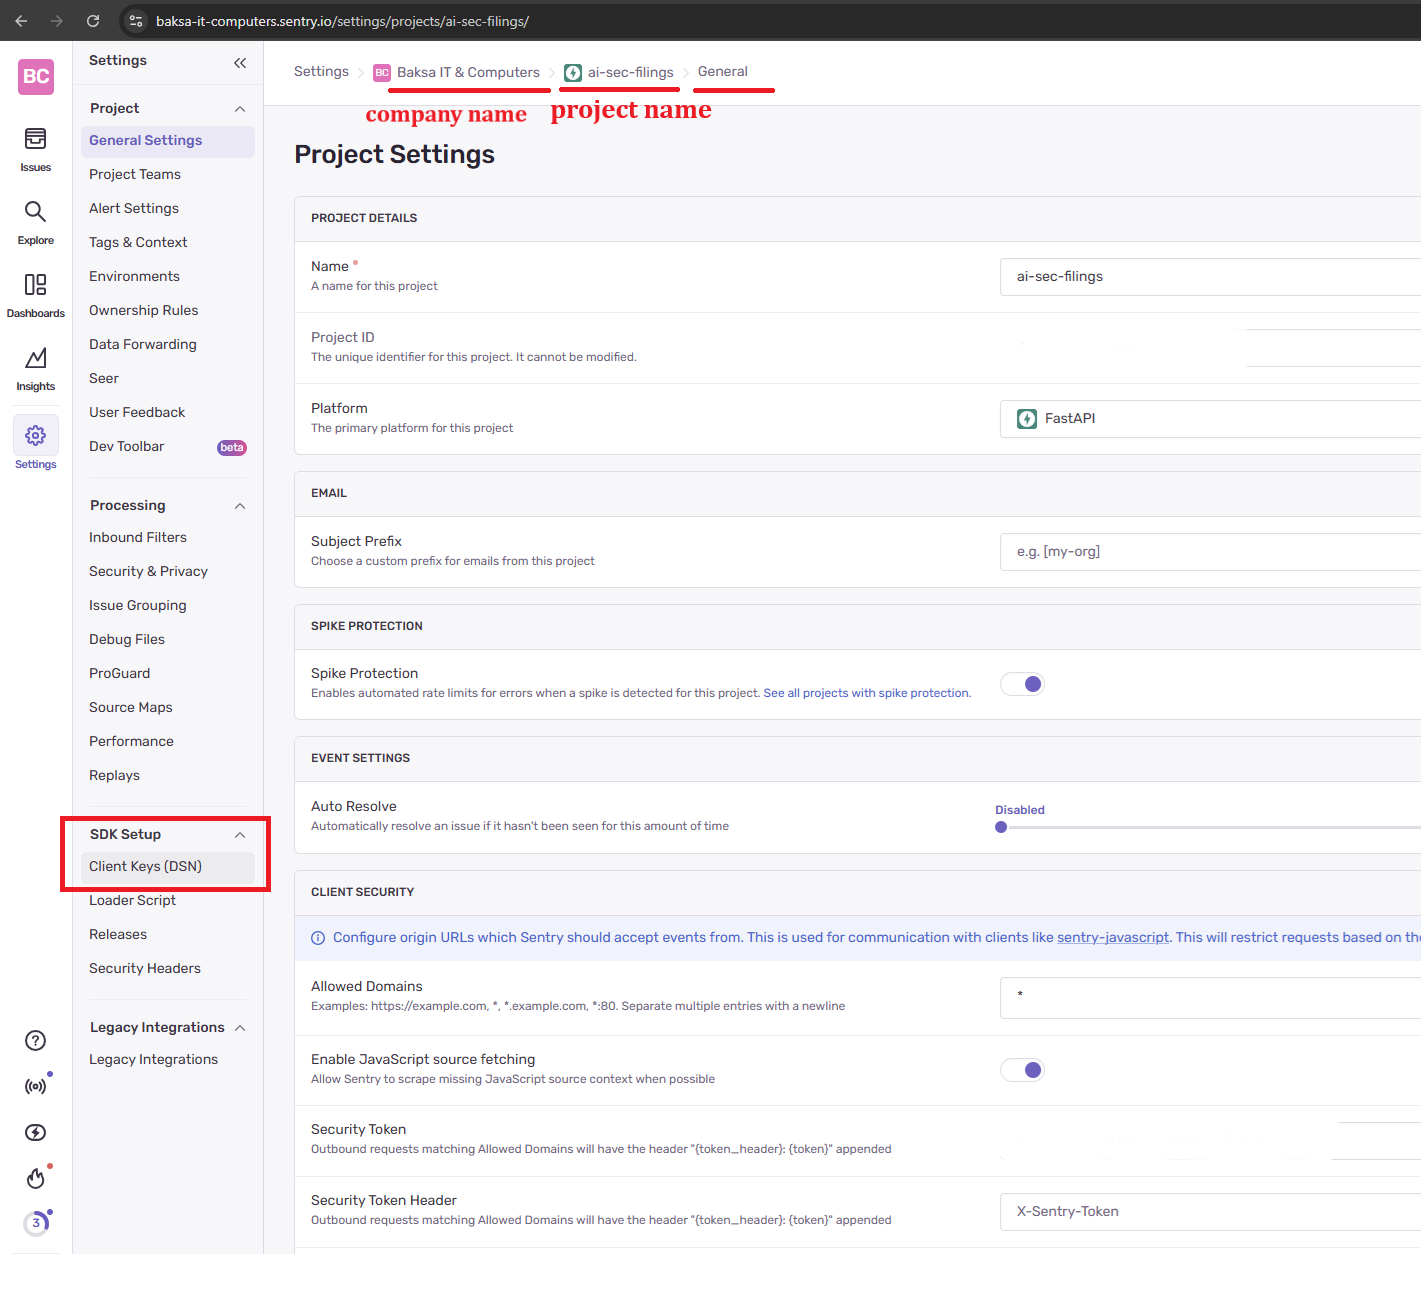 baksa-it-computers.sentry.io/settings/projects/ai-sec-filings/
BC
Issues
Explore
Dashboards
Insights
Settings
3
Settings
Project
General Settings
Project Teams
Alert Settings
Tags & Context
Environments
Ownership Rules
Data Forwarding
Seer
User Feedback
Dev Toolbar beta
Processing
Inbound Filters
Security & Privacy
Issue Grouping
Debug Files
ProGuard
Source Maps
Performance
Replays
SDK Setup
Client Keys (DSN)
Loader Script
Releases
Security Headers
Legacy Integrations
Legacy Integrations
Settings BC Baksa IT & Computers ai-sec-filings General
company name project name
Project Settings
PROJECT DETAILS
Name *
ai-sec-filings
A name for this project
Project ID
The unique identifier for this project. It cannot be modified.
Platform
FastAPI
The primary platform for this project
EMAIL
Subject Prefix
e.g. [my-org]
Choose a custom prefix for emails from this project
SPIKE PROTECTION
Spike Protection
Enables automated rate limits for errors when a spike is detected for this project. See all projects with spike protection.
EVENT SETTINGS
Auto Resolve
Disabled
Automatically resolve an issue if it hasn't been seen for this amount of time
CLIENT SECURITY
Configure origin URLs which Sentry should accept events from. This is used for communication with clients like sentry-javascript. This will restrict requests based on the
Allowed Domains
*
Examples: https://example.com, *, *.example.com, *:80. Separate multiple entries with a newline
Enable JavaScript source fetching
Allow Sentry to scrape missing JavaScript source context when possible
Security Token
Outbound requests matching Allowed Domains will have the header "{token_header}: {token}" appended
Security Token Header
X-Sentry-Token
Outbound requests matching Allowed Domains will have the header "{token_header}: {token}" appended